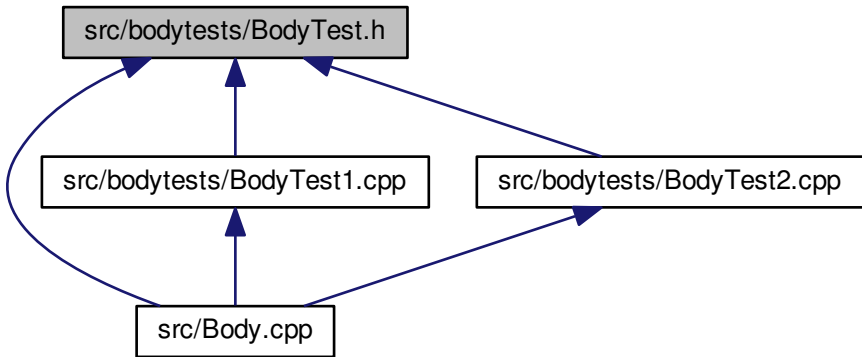 src/bodytests/BodyTest.h
src/bodytests/BodyTest1.cpp
src/bodytests/BodyTest2.cpp
src/Body.cpp